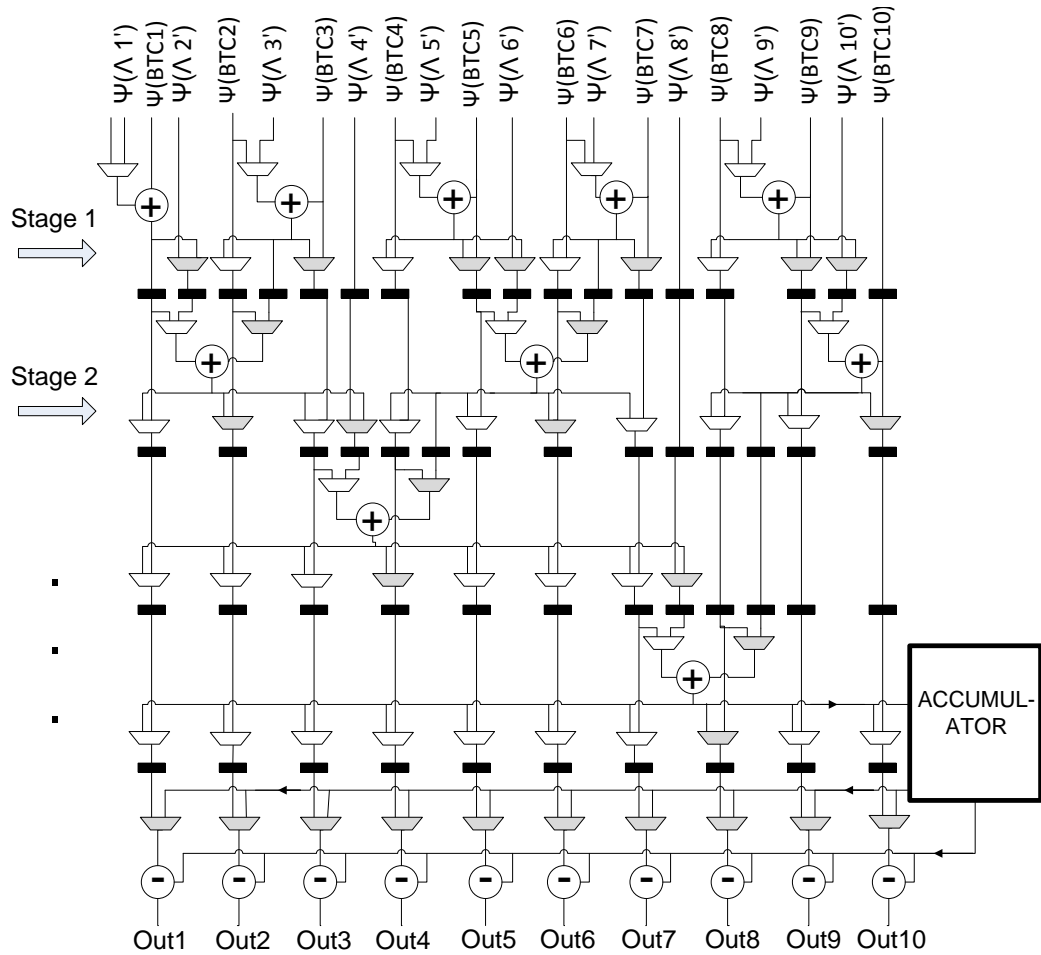 Ψ(Λ 1')
Ψ(BTC1)
Ψ(Λ 2')
Ψ(BTC2)
Ψ(Λ 3')
Ψ(BTC3)
Ψ(Λ 4')
Ψ(BTC4)
Ψ(Λ 5')
Ψ(BTC5)
Ψ(Λ 6')
Ψ(BTC6)
Ψ(Λ 7')
Ψ(BTC7)
Ψ(Λ 8')
Ψ(BTC8)
Ψ(Λ 9')
Ψ(BTC9)
Ψ(Λ 10')
Ψ(BTC10)
+ + + + +
Stage 1
+ + +
Stage 2
+
+
ACCUMUL-
ATOR
- - - - - - - - - -
Out1 Out2 Out3 Out4 Out5 Out6 Out7 Out8 Out9 Out10